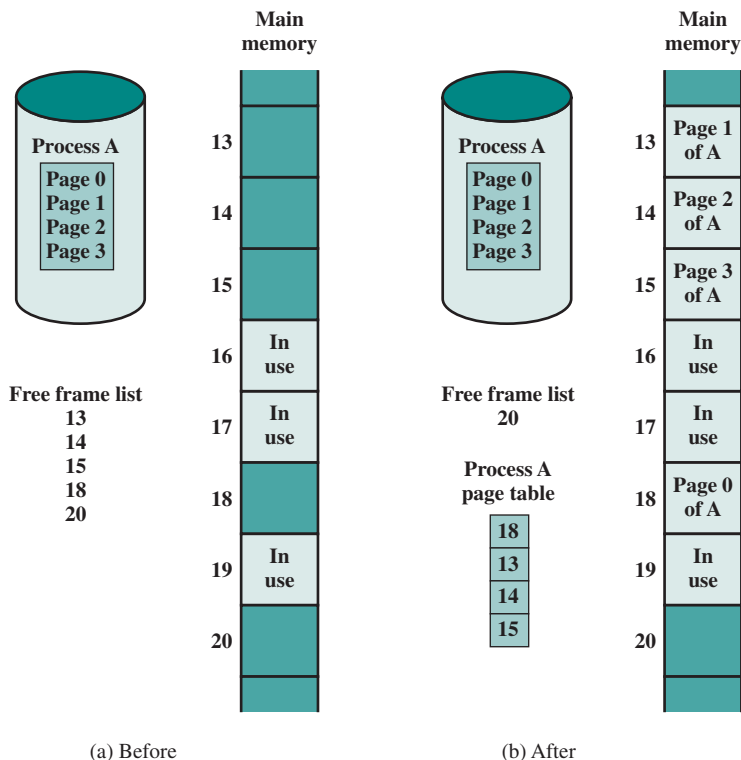 Main
memory
Process A
Page 0
Page 1
Page 2
Page 3
13
14
15
16
In
use
17
In
use
18
19
In
use
20
Free frame list
13
14
15
18
20
(a) Before
Main
memory
Process A
Page 0
Page 1
Page 2
Page 3
13
Page 1
of A
14
Page 2
of A
15
Page 3
of A
16
In
use
17
In
use
18
Page 0
of A
19
In
use
20
Free frame list
20
Process A
page table
18
13
14
15
(b) After